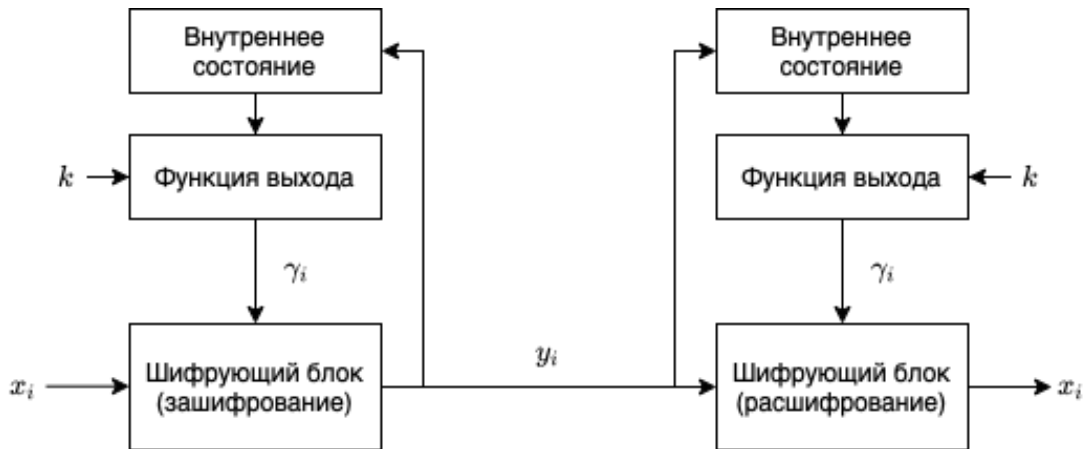 Внутреннее
состояние
Внутреннее
состояние
k
Функция выхода
Функция выхода
k
γᵢ
γᵢ
yᵢ
xᵢ
Шифрующий блок
(зашифрование)
Шифрующий блок
(расшифрование)
xᵢ